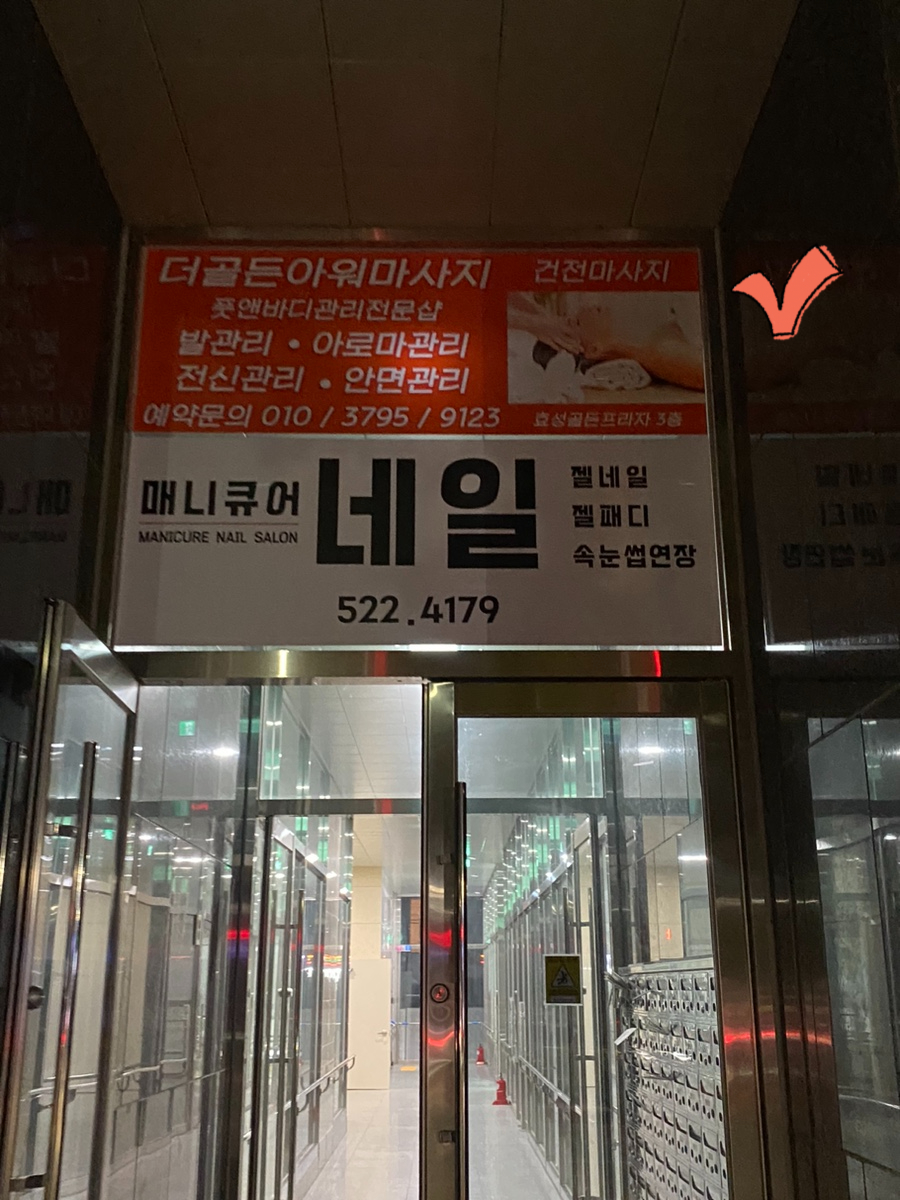 더골든아워마사지
건전마사지
풋앤바디관리전문샵
발관리 • 아로마관리
전신관리 • 안면관리
예약문의 010 / 3795 / 9123
효성골든프라자 3층
매니큐어
MANICURE NAIL SALON
네일
젤네일
젤패디
속눈썹연장
522.4179